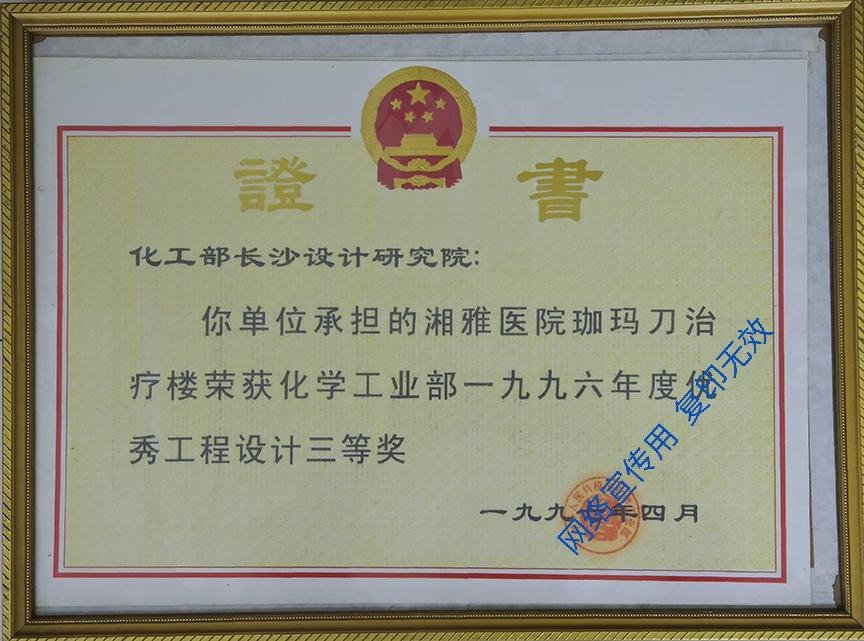 證書
化工部长沙设计研究院:
你单位承担的湘雅医院珈玛刀治
疗楼荣获化学工业部一九九六年度优
秀工程设计三等奖
一九九七年四月
网络宣传用 复印无效